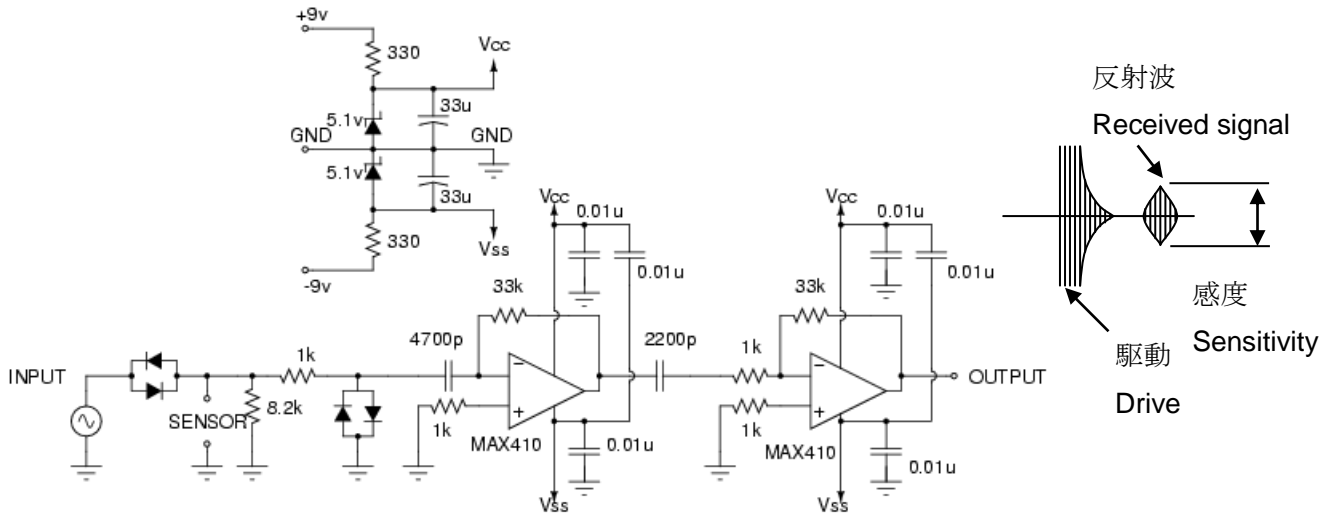 +9v
330
Vcc
33u
5.1v
GND
GND
5.1v
33u
Vss
330
-9v
反射波
Received signal
感度
Sensitivity
駆動
Drive
Vcc
0.01u
0.01u
33k
4700p
2200p
1k
INPUT
SENSOR
8.2k
1k
MAX410
0.01u
Vss
Vcc
0.01u
0.01u
33k
1k
OUTPUT
1k
MAX410
0.01u
Vss